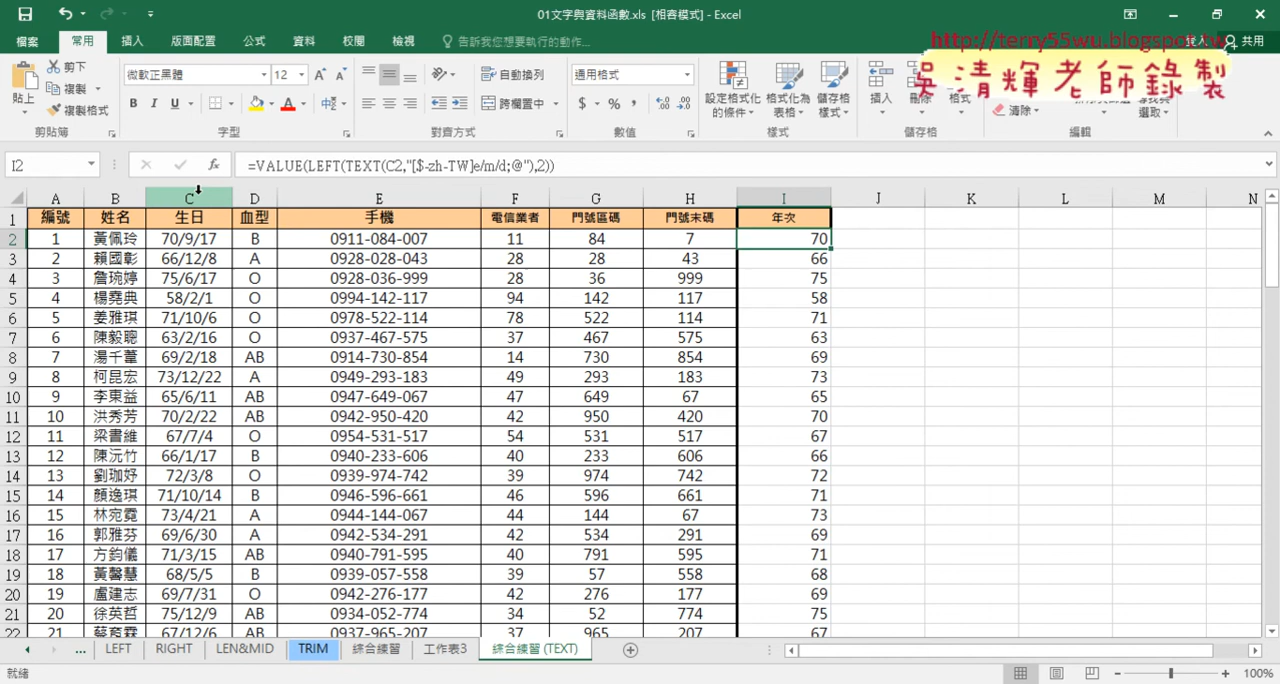 01文字與資料函數.xls [相容模式] - Excel
檔案 常用 插入 版面配置 公式 資料 校閱 檢視 告訴我您想要執行的動作... 登入 共用
http://terry55wu.blogspot.tw
吳清輝老師錄製
貼上 剪下 複製 複製格式 剪貼簿
微軟正黑體 12 B I U 字型
自動換列 跨欄置中 對齊方式
通用格式 $ % 數值
設定格式化的條件 格式化為表格 儲存格樣式 樣式
插入 刪除 格式 儲存格
清除 選取 編輯
I2 fx =VALUE(LEFT(TEXT(C2,"[$-zh-TW]e/m/d;@"),2))
A B C D E F G H I J K L M N
1 編號 姓名 生日 血型 手機 電信業者 門號區碼 門號末碼 年次
2 1 黃佩玲 70/9/17 B 0911-084-007 11 84 7 70
3 2 賴國彰 66/12/8 A 0928-028-043 28 28 43 66
4 3 詹琬婷 75/6/17 O 0928-036-999 28 36 999 75
5 4 楊堯典 58/2/1 O 0994-142-117 94 142 117 58
6 5 姜雅琪 71/10/6 O 0978-522-114 78 522 114 71
7 6 陳毅聰 63/2/16 O 0937-467-575 37 467 575 63
8 7 湯千蕫 69/2/18 AB 0914-730-854 14 730 854 69
9 8 柯昆宏 73/12/22 A 0949-293-183 49 293 183 73
10 9 李東益 65/6/11 AB 0947-649-067 47 649 67 65
11 10 洪秀芳 70/2/22 AB 0942-950-420 42 950 420 70
12 11 梁書維 67/7/4 O 0954-531-517 54 531 517 67
13 12 陳沅竹 66/1/17 B 0940-233-606 40 233 606 66
14 13 劉珈妤 72/3/8 O 0939-974-742 39 974 742 72
15 14 顏逸琪 71/10/14 B 0946-596-661 46 596 661 71
16 15 林宛霓 73/4/21 A 0944-144-067 44 144 67 73
17 16 郭雅芬 69/6/30 A 0942-534-291 42 534 291 69
18 17 方鈞儀 71/3/15 AB 0940-791-595 40 791 595 71
19 18 黃馨慧 68/5/5 B 0939-057-558 39 57 558 68
20 19 盧建志 69/7/31 O 0942-276-177 42 276 177 69
21 20 徐英哲 75/12/9 AB 0934-052-774 34 52 774 75
22 21 67/12/6 AB 0937-965-207 37 965 207 67
... LEFT RIGHT LEN&MID TRIM 綜合練習 工作表3 綜合練習 (TEXT)
就緒 100%